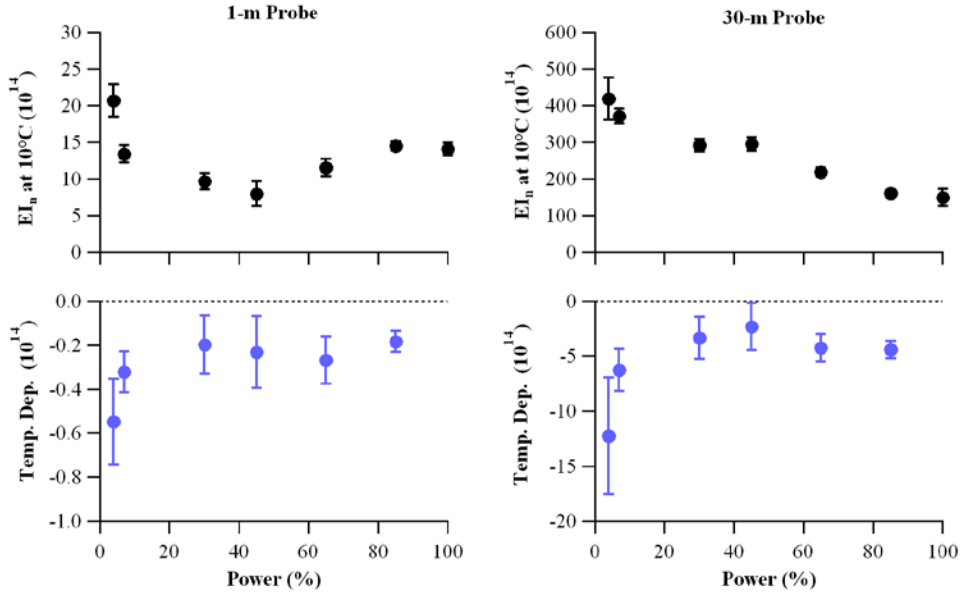 1-m Probe
30
25
20
15
10
5
0
EIn at 10°C (10^14)
30-m Probe
600
500
400
300
200
100
0
EIn at 10°C (10^14)
0.0
-0.2
-0.4
-0.6
-0.8
-1.0
Temp. Dep. (10^14)
0 20 40 60 80 100
Power (%)
0
-5
-10
-15
-20
Temp. Dep. (10^14)
0 20 40 60 80 100
Power (%)